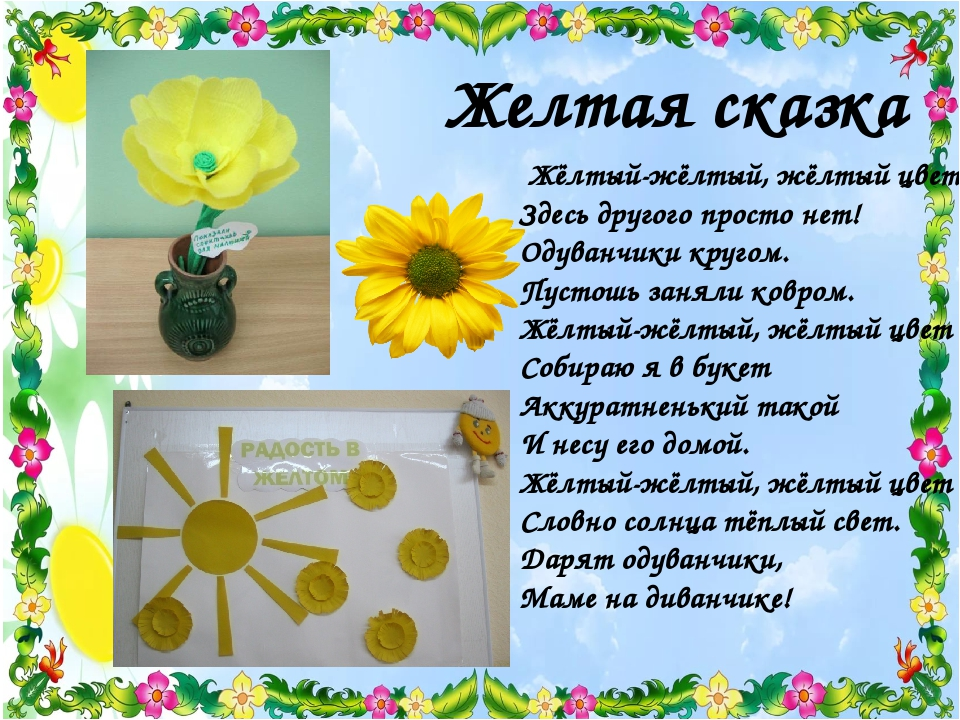 Желтая сказка
Жёлтый-жёлтый, жёлтый цвет
Здесь другого просто нет!
Одуванчики кругом.
Пустошь заняли ковром.
Жёлтый-жёлтый, жёлтый цвет
Собираю я в букет
Аккуратненький такой
И несу его домой.
Жёлтый-жёлтый, жёлтый цвет
Словно солнца тёплый свет.
Дарят одуванчики,
Маме на диванчике!
для малышей
РАДОСТЬ В
ЖЕЛТОМ